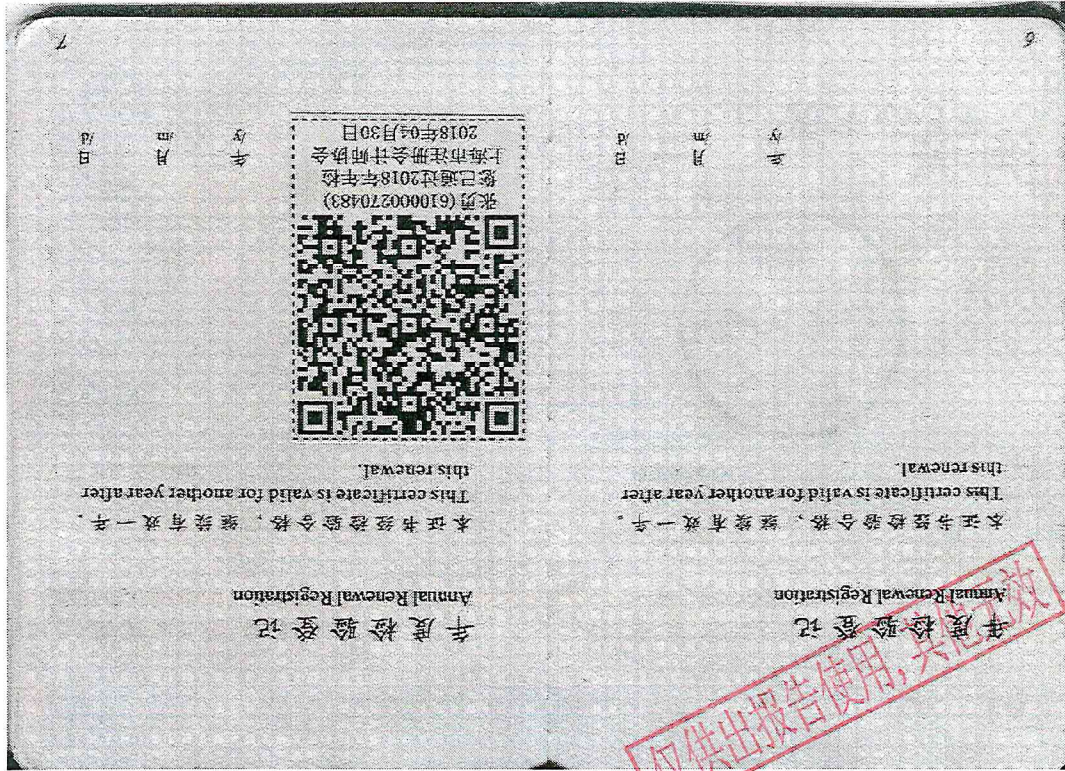 年度检验登记
Annual Renewal Registration
本证书经检验合格，继续有效一年。
This certificate is valid for another year after
this renewal.
年 月 日
/y /m /d
6
仅供出报告使用,其他无效
年度检验登记
Annual Renewal Registration
本证书经检验合格，继续有效一年。
This certificate is valid for another year after
this renewal.
张勇(610000270483)
您已通过2018年年检
上海市注册会计师协会
2018年04月30日
年 月 日
/y /m /d
7